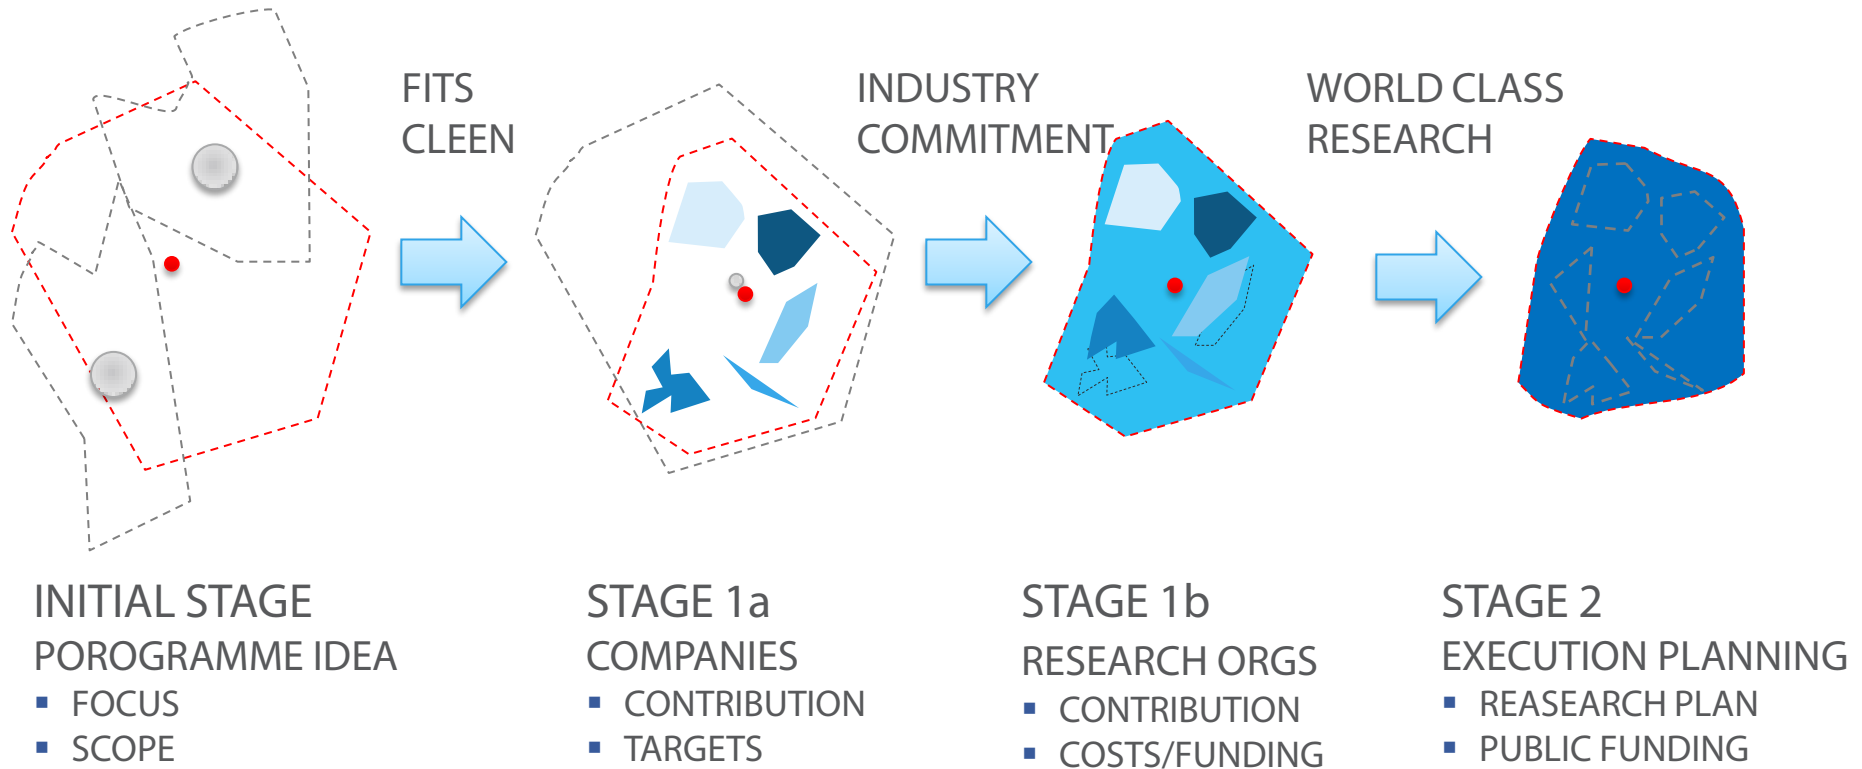 FITS
CLEEN
INDUSTRY
COMMITMENT
WORLD CLASS
RESEARCH
INITIAL STAGE
POROGRAMME IDEA
▪ FOCUS
▪ SCOPE
STAGE 1a
COMPANIES
▪ CONTRIBUTION
▪ TARGETS
STAGE 1b
RESEARCH ORGS
▪ CONTRIBUTION
▪ COSTS/FUNDING
STAGE 2
EXECUTION PLANNING
▪ REASEARCH PLAN
▪ PUBLIC FUNDING